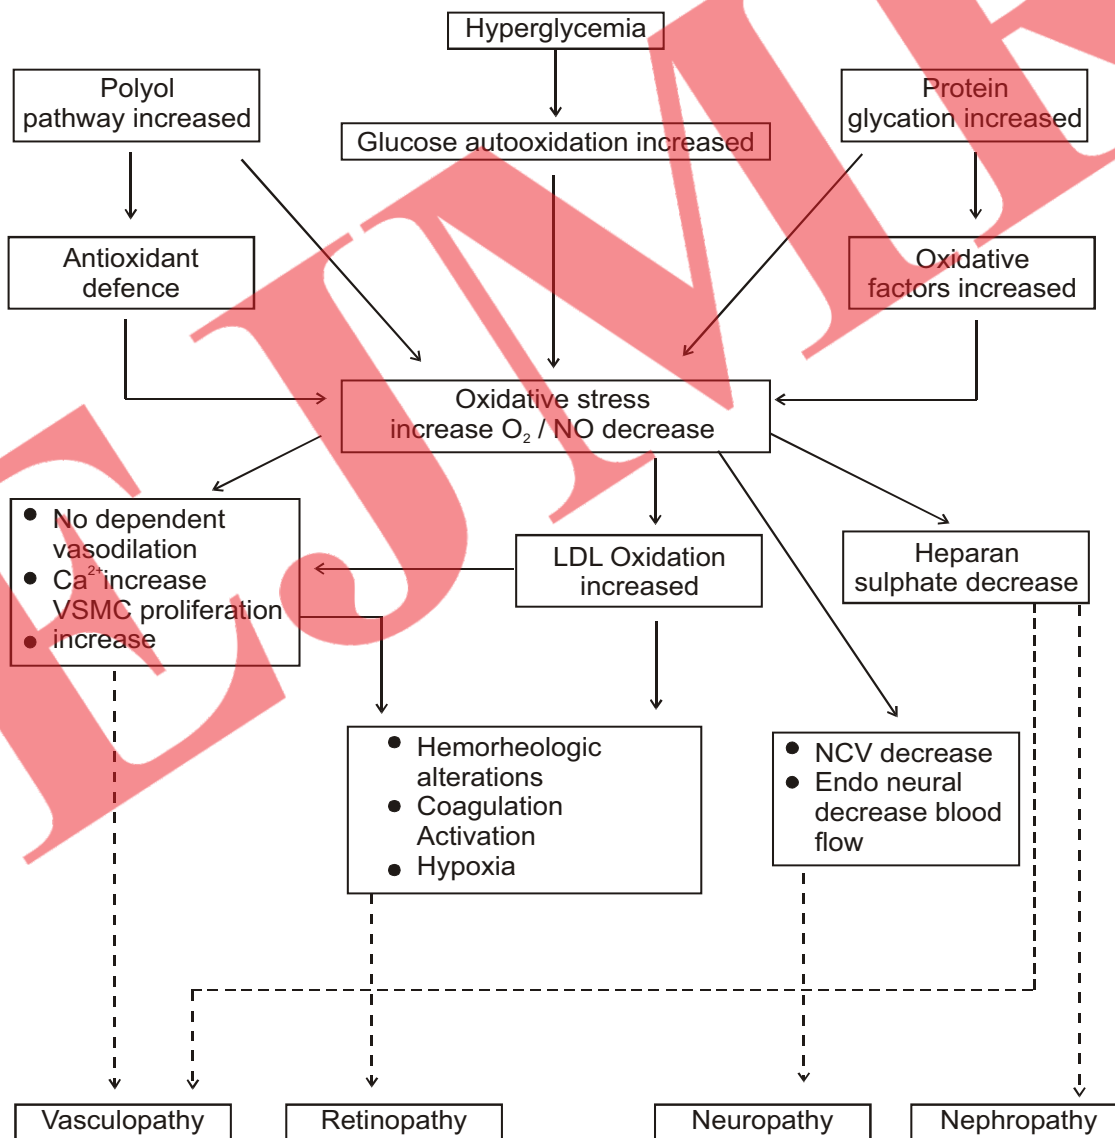 Hyperglycemia
Polyol
pathway increased
Glucose autooxidation increased
Protein
glycation increased
Antioxidant
defence
Oxidative
factors increased
Oxidative stress
increase O₂ / NO decrease
● No dependent
vasodilation
● Ca²⁺increase
VSMC proliferation
● increase
LDL Oxidation
increased
Heparan
sulphate decrease
● Hemorheologic
alterations
● Coagulation
Activation
● Hypoxia
● NCV decrease
● Endo neural
decrease blood
flow
Vasculopathy
Retinopathy
Neuropathy
Nephropathy
EJMR